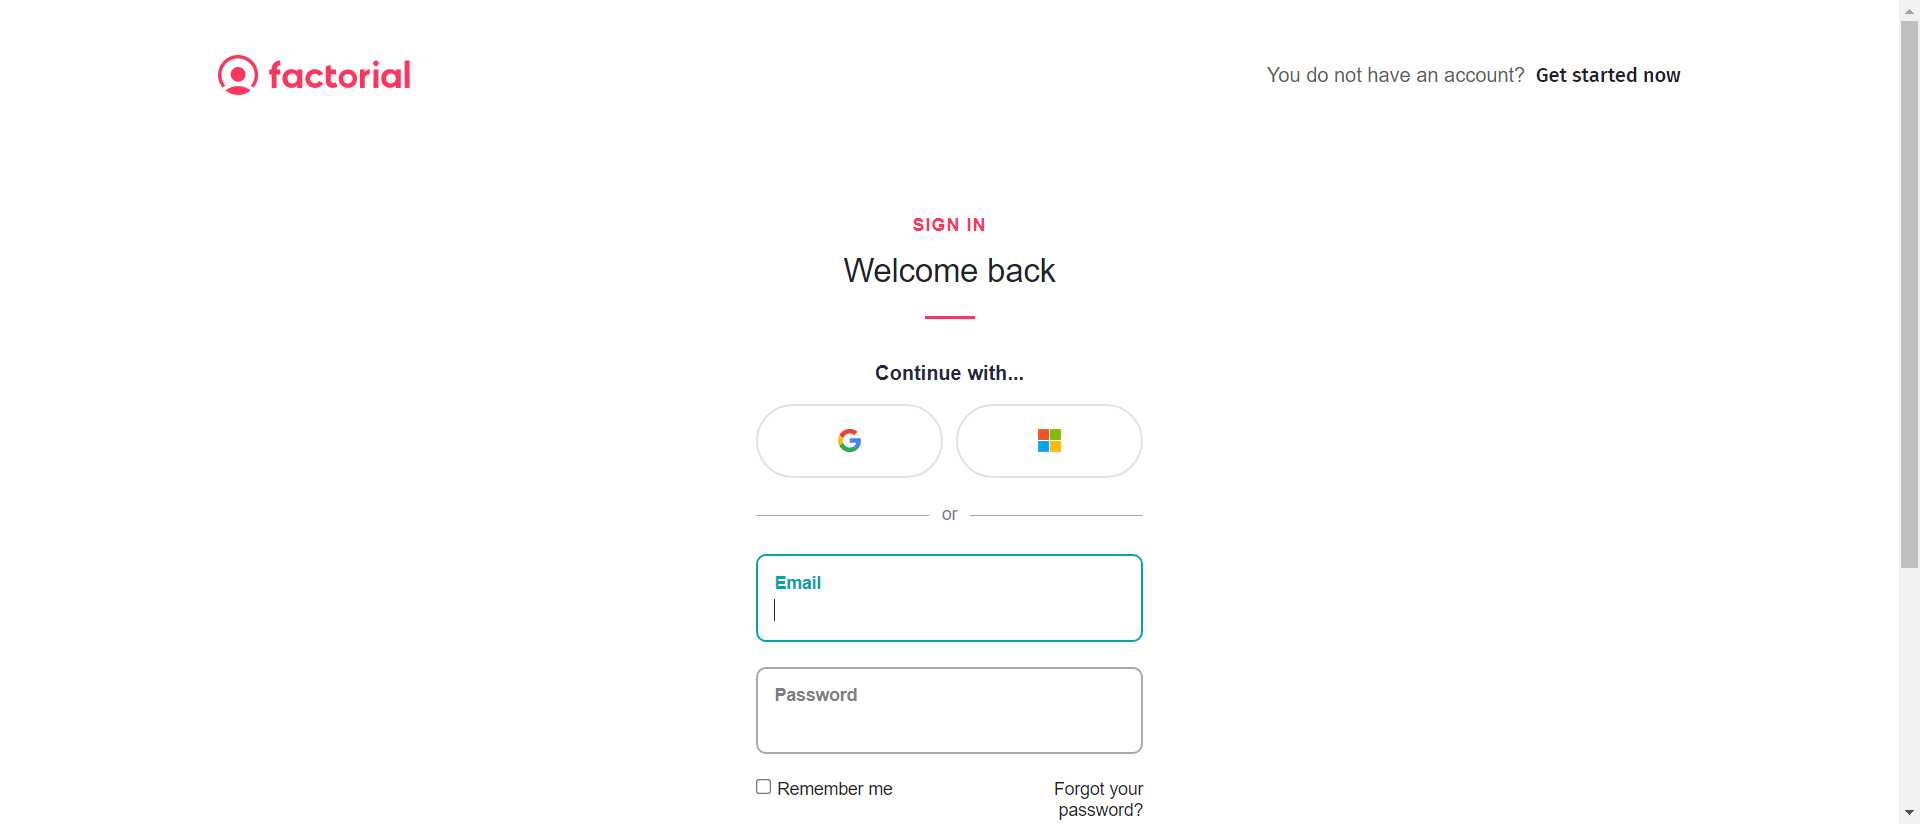 factorial
You do not have an account? Get started now
SIGN IN
Welcome back
Continue with...
or
Email
Password
Remember me
Forgot your
password?